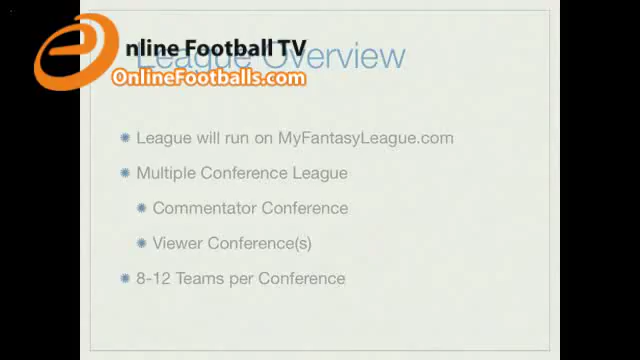 nline Football TV
League Overview
OnlineFootballs.com
League will run on MyFantasyLeague.com
Multiple Conference League
Commentator Conference
Viewer Conference(s)
8-12 Teams per Conference